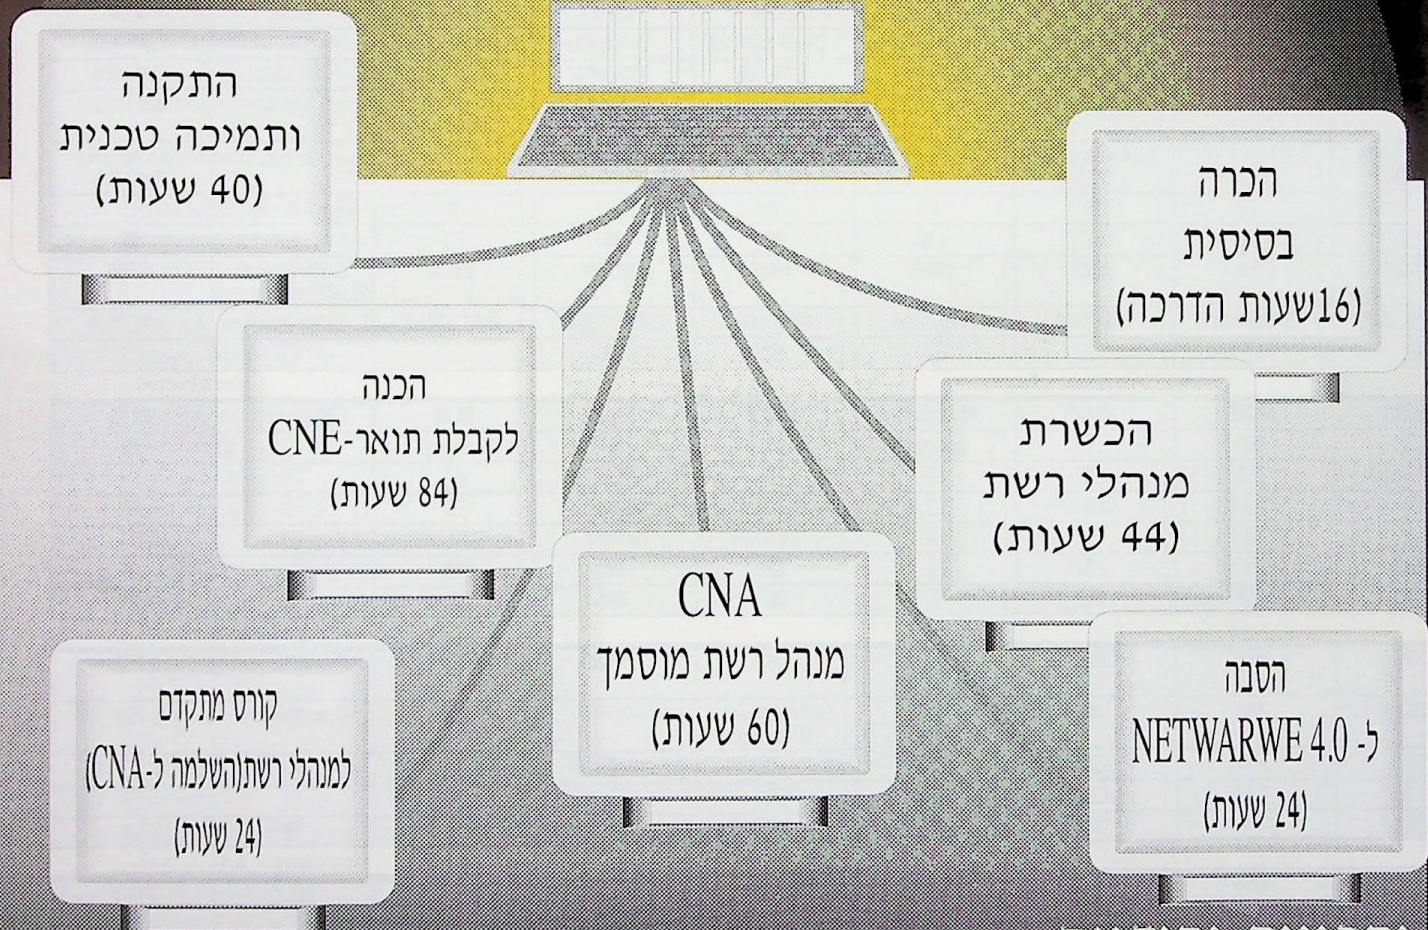 התקנה
ותמיכה טכנית
(40 שעות)
הכרה
בסיסית
(16שעות הדרכה)
הכנה
לקבלת תואר-CNE
(84 שעות)
הכשרת
מנהלי רשת
(44 שעות)
CNA
מנהל רשת מוסמך
(60 שעות)
קורס מתקדם
למנהלי רשת(השלמה ל-CNA)
(24 שעות)
הסבה
ל- NETWARWE 4.0
(24 שעות)